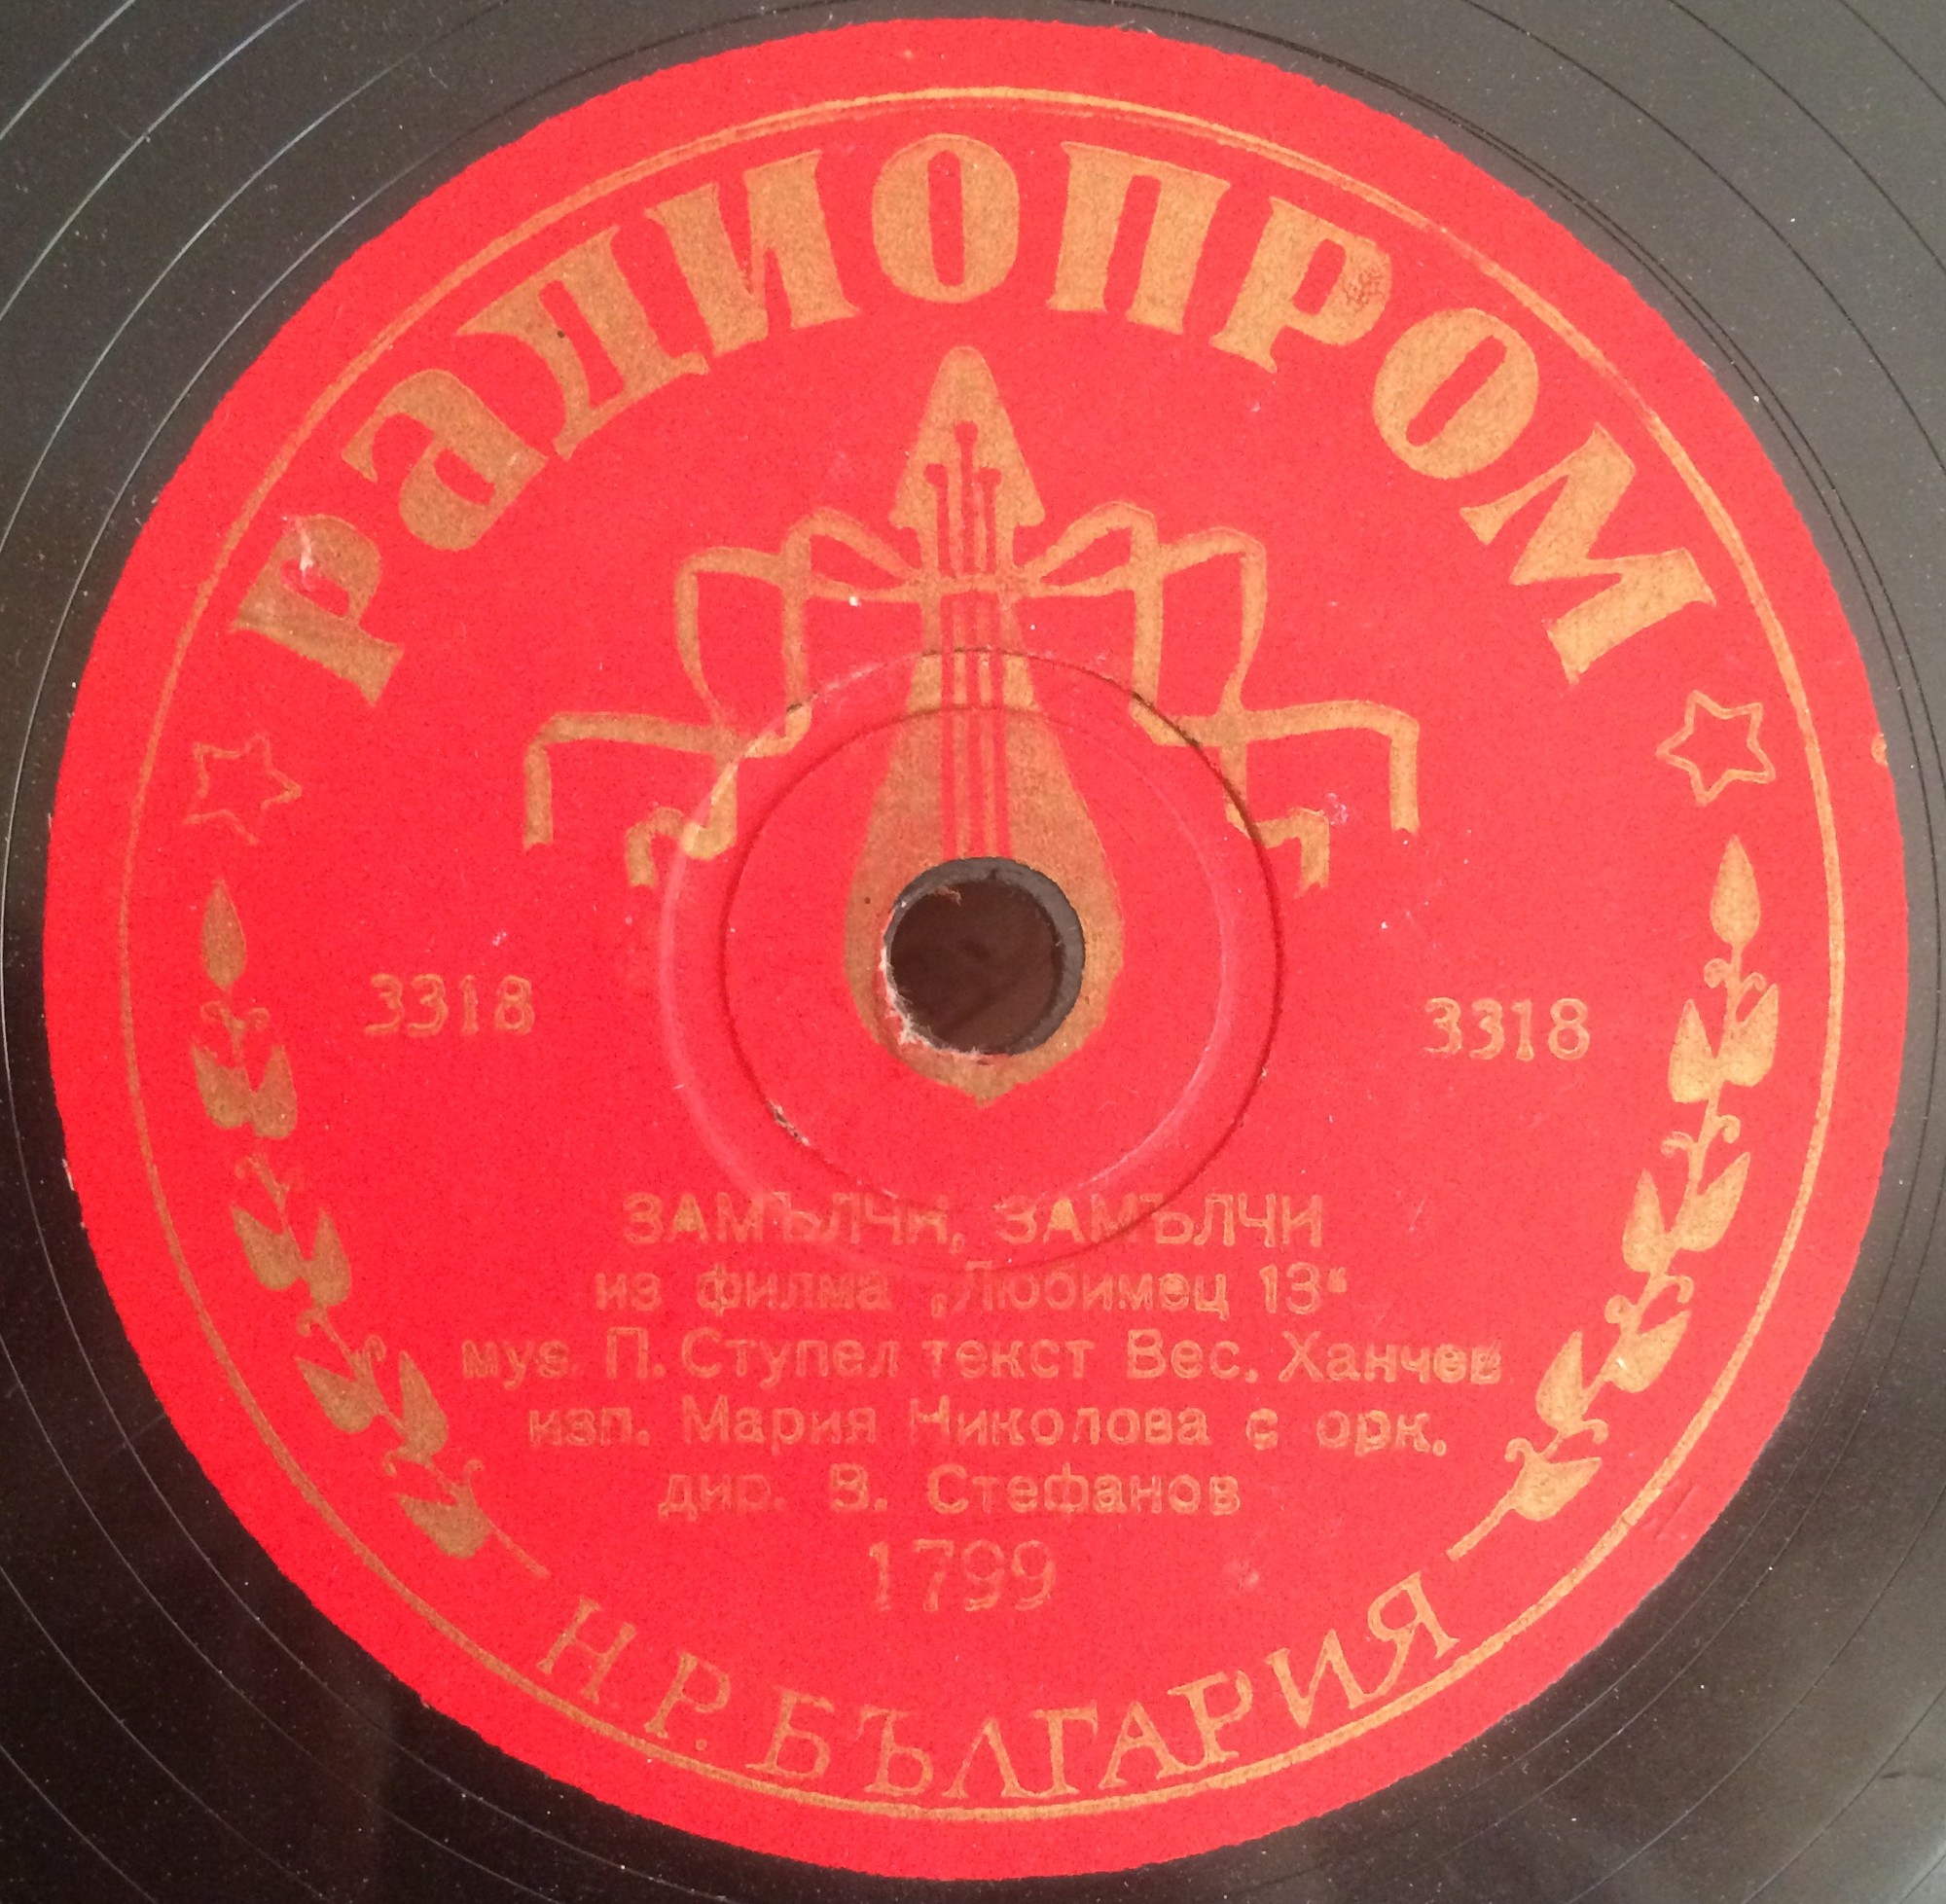 РАДИОПРОМ
3318 3318
ЗАМЪЛЧИ, ЗАМЪЛЧИ
из филма „Любимец 13“
муз. П. Ступел текст Вес. Ханчев
изп. Мария Николова с орк.
дир. В. Стефанов
1799
Н.Р. БЪЛГАРИЯ